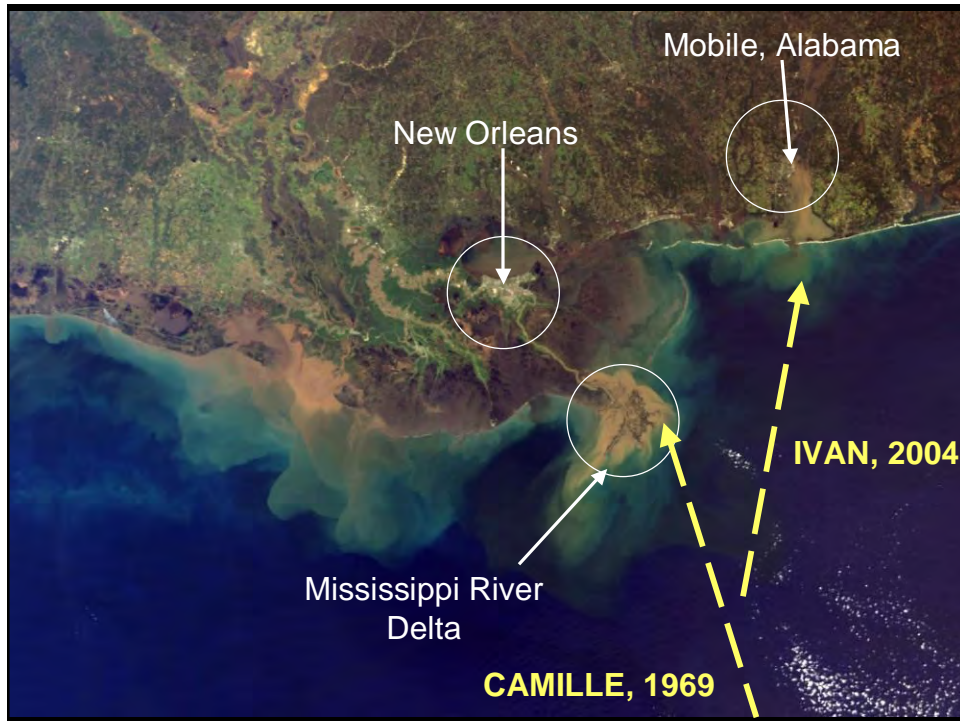 Mobile, Alabama
New Orleans
IVAN, 2004
Mississippi River
Delta
CAMILLE, 1969